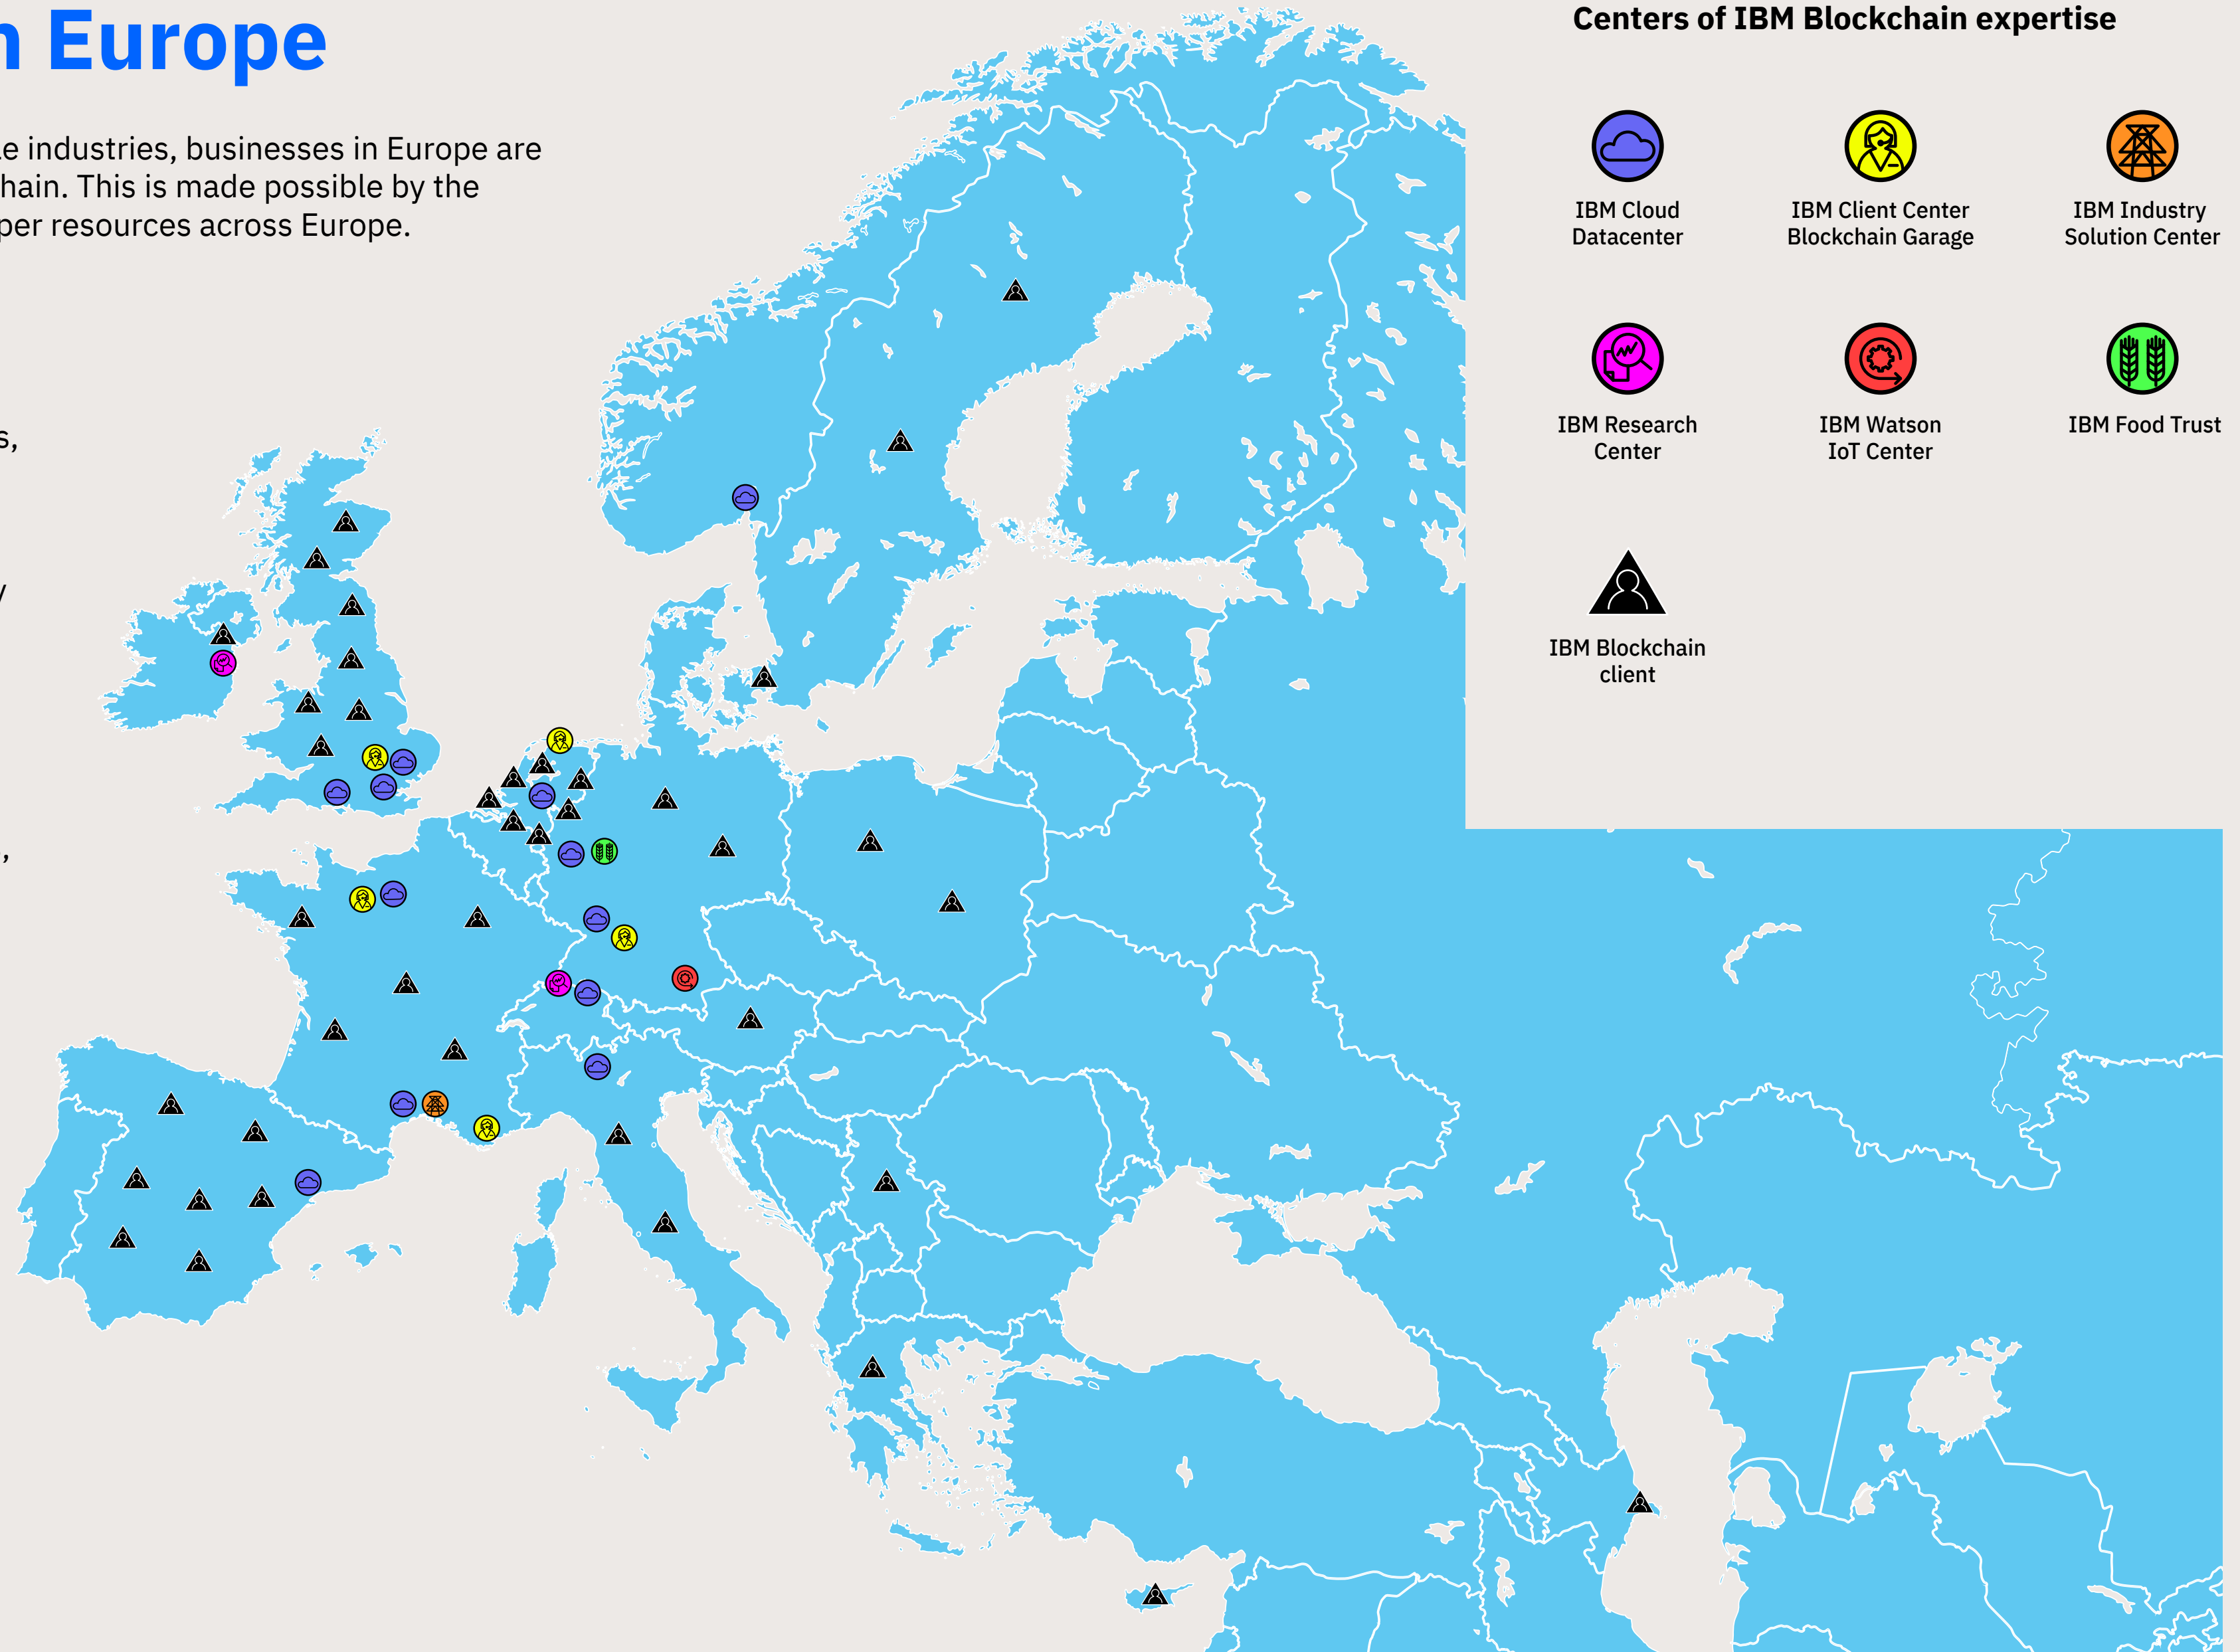 n Europe
le industries, businesses in Europe are
hain. This is made possible by the
per resources across Europe.
s,
y
,
Centers of IBM Blockchain expertise
IBM Cloud
Datacenter
IBM Client Center
Blockchain Garage
IBM Industry
Solution Center
IBM Research
Center
IBM Watson
IoT Center
IBM Food Trust
IBM Blockchain
client